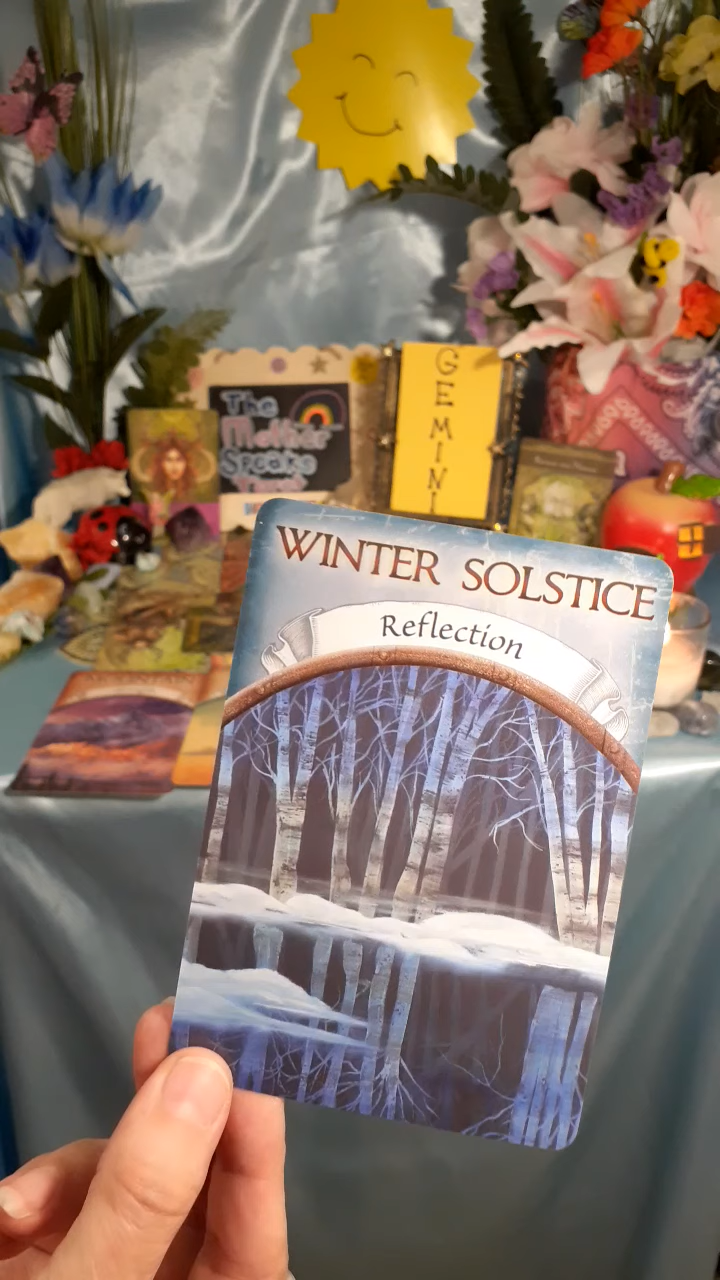 The
Mother
Speaks
GEMINI
WINTER SOLSTICE
Reflection